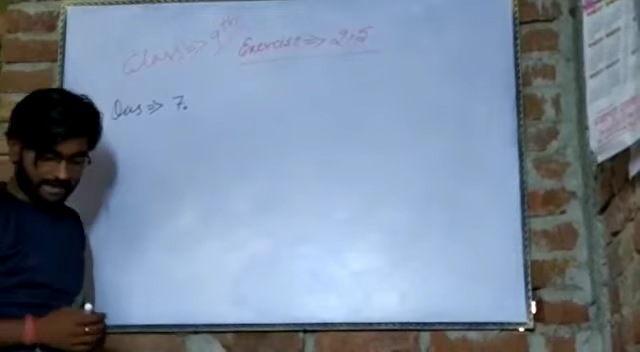 Class => 9th Exercise => 2.5
Ques => 7.